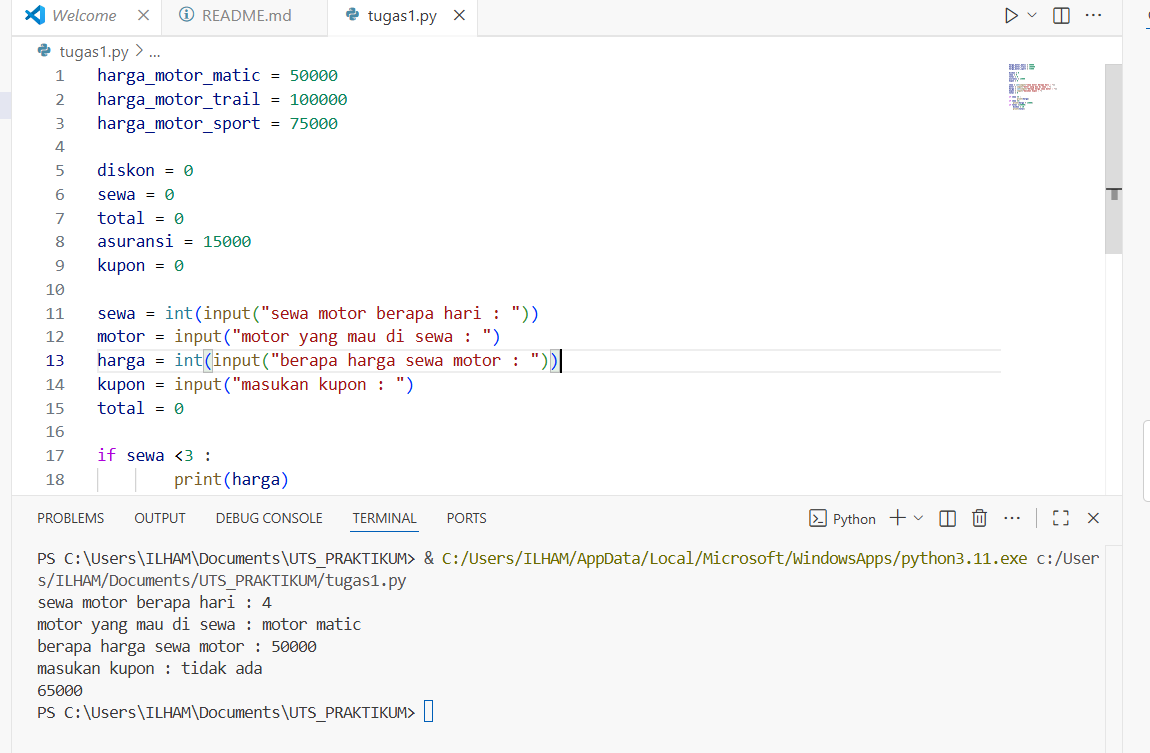 Welcome README.md tugas1.py
tugas1.py > ...
1 harga_motor_matic = 50000
2 harga_motor_trail = 100000
3 harga_motor_sport = 75000
4
5 diskon = 0
6 sewa = 0
7 total = 0
8 asuransi = 15000
9 kupon = 0
10
11 sewa = int(input("sewa motor berapa hari : "))
12 motor = input("motor yang mau di sewa : ")
13 harga = int(input("berapa harga sewa motor : "))
14 kupon = input("masukan kupon : ")
15 total = 0
16
17 if sewa <3 :
18 print(harga)
PROBLEMS OUTPUT DEBUG CONSOLE TERMINAL PORTS Python
PS C:\Users\ILHAM\Documents\UTS_PRAKTIKUM> & C:/Users/ILHAM/AppData/Local/Microsoft/WindowsApps/python3.11.exe c:/User
s/ILHAM/Documents/UTS_PRAKTIKUM/tugas1.py
sewa motor berapa hari : 4
motor yang mau di sewa : motor matic
berapa harga sewa motor : 50000
masukan kupon : tidak ada
65000
PS C:\Users\ILHAM\Documents\UTS_PRAKTIKUM>